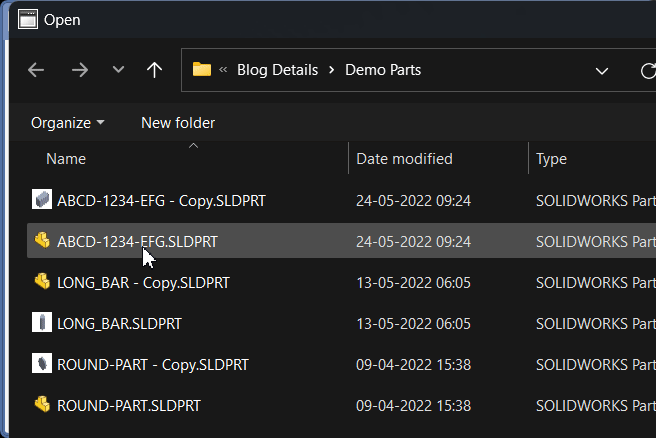 Open
« Blog Details › Demo Parts
Organize New folder
Name Date modified Type
ABCD-1234-EFG - Copy.SLDPRT 24-05-2022 09:24 SOLIDWORKS Part
ABCD-1234-EFG.SLDPRT 24-05-2022 09:24 SOLIDWORKS Part
LONG_BAR - Copy.SLDPRT 13-05-2022 06:05 SOLIDWORKS Part
LONG_BAR.SLDPRT 13-05-2022 06:05 SOLIDWORKS Part
ROUND-PART - Copy.SLDPRT 09-04-2022 15:38 SOLIDWORKS Part
ROUND-PART.SLDPRT 09-04-2022 15:38 SOLIDWORKS Part